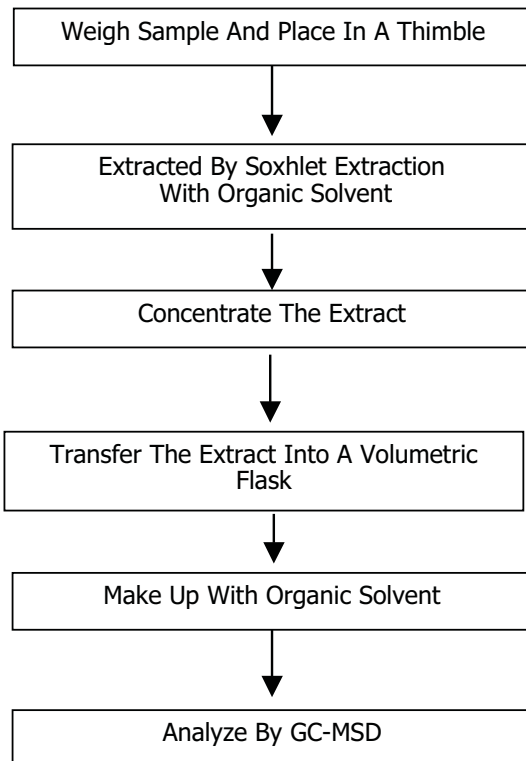 Weigh Sample And Place In A Thimble
Extracted By Soxhlet Extraction
With Organic Solvent
Concentrate The Extract
Transfer The Extract Into A Volumetric
Flask
Make Up With Organic Solvent
Analyze By GC-MSD